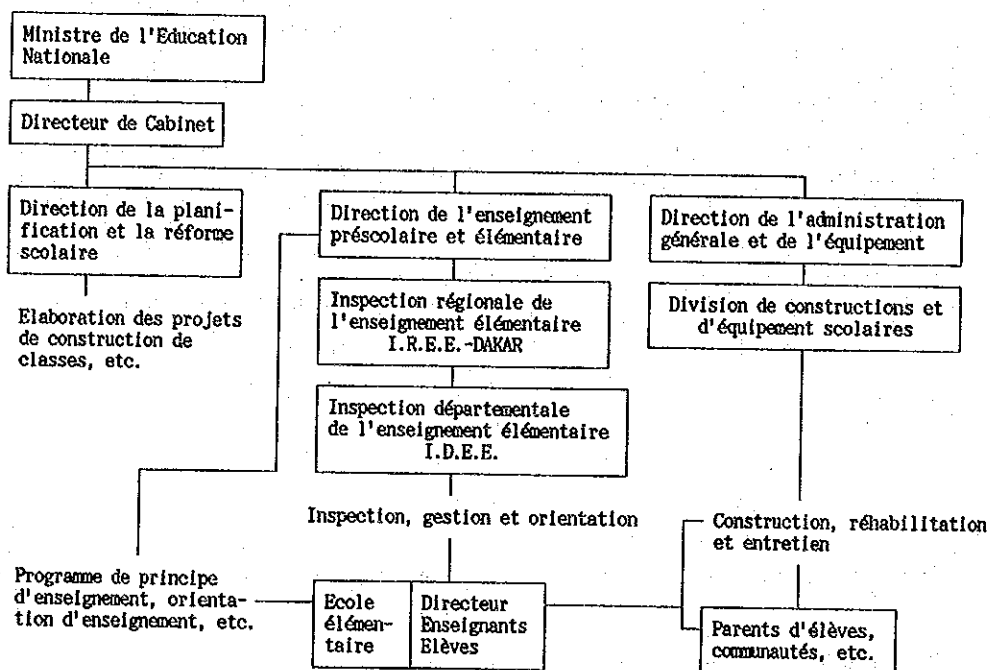 Ministre de l'Education
Nationale
Directeur de Cabinet
Direction de la plani-
fication et la réforme
scolaire
Direction de l'enseignement
préscolaire et élémentaire
Direction de l'administration
générale et de l'équipement
Elaboration des projets
de construction de
classes, etc.
Inspection régionale de
l'enseignement élémentaire
I.R.E.E.-DAKAR
Division de constructions et
d'équipement scolaires
Inspection départementale
de l'enseignement élémentaire
I.D.E.E.
Inspection, gestion et orientation
Construction, réhabilitation
et entretien
Programme de principe
d'enseignement, orienta-
tion d'enseignement, etc.
Ecole
élémen-
taire
Directeur
Enseignants
Elèves
Parents d'élèves,
communautés, etc.